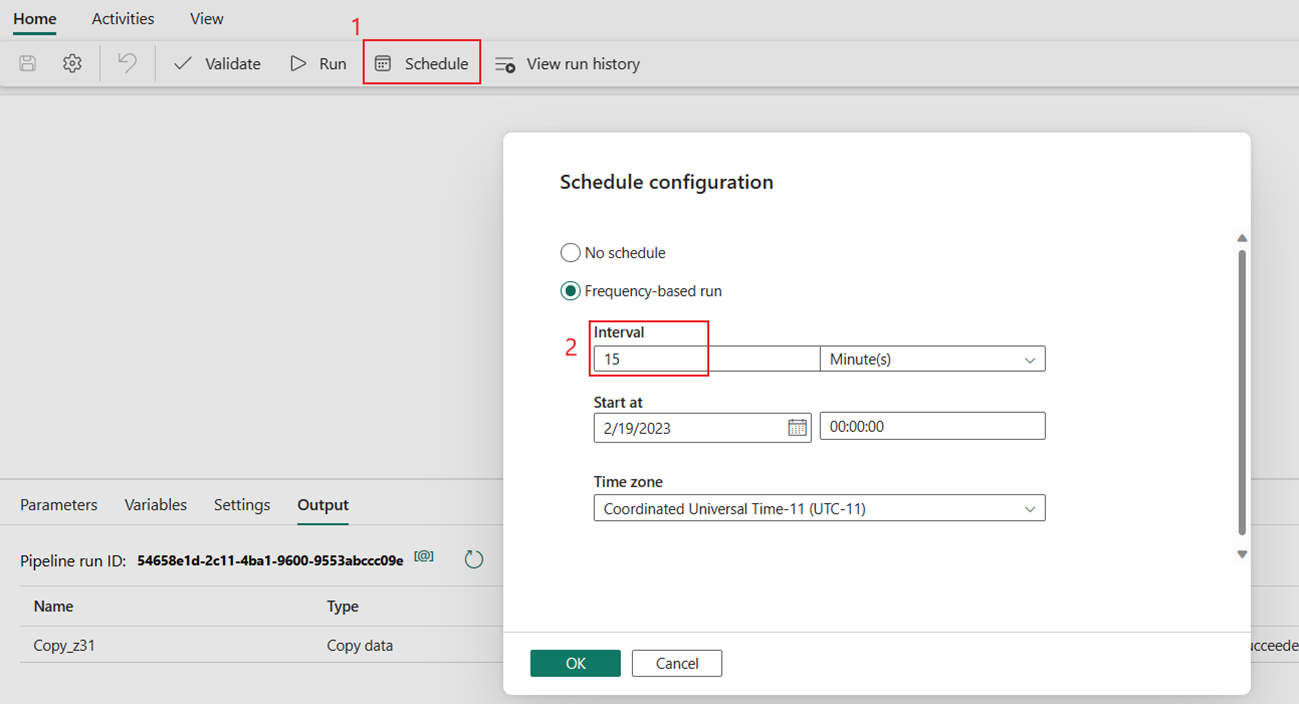 Home Activities View
1
Validate Run Schedule View run history
Schedule configuration
No schedule
Frequency-based run
Interval
2
15 Minute(s)
Start at
2/19/2023 00:00:00
Time zone
Coordinated Universal Time-11 (UTC-11)
Parameters Variables Settings Output
Pipeline run ID: 54658e1d-2c11-4ba1-9600-9553abccc09e [@]
Name Type
Copy_z31 Copy data ucceede
OK Cancel